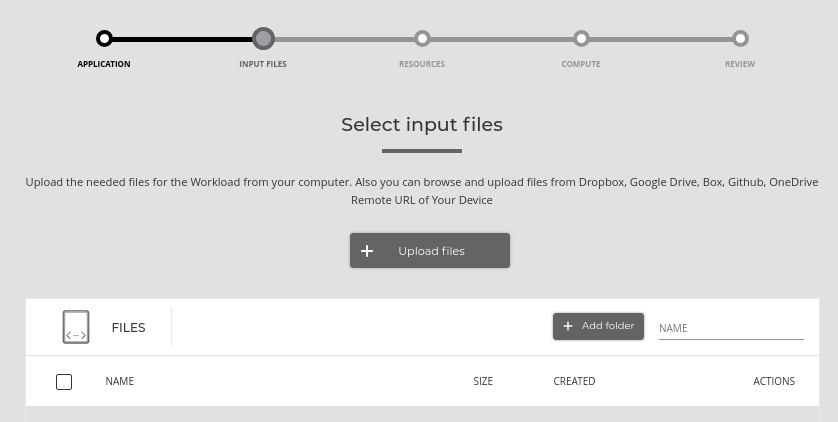 APPLICATION INPUT FILES RESOURCES COMPUTE REVIEW
Select input files
Upload the needed files for the Workload from your computer. Also you can browse and upload files from Dropbox, Google Drive, Box, Github, OneDrive
Remote URL of Your Device
+ Upload files
FILES + Add folder NAME
NAME SIZE CREATED ACTIONS